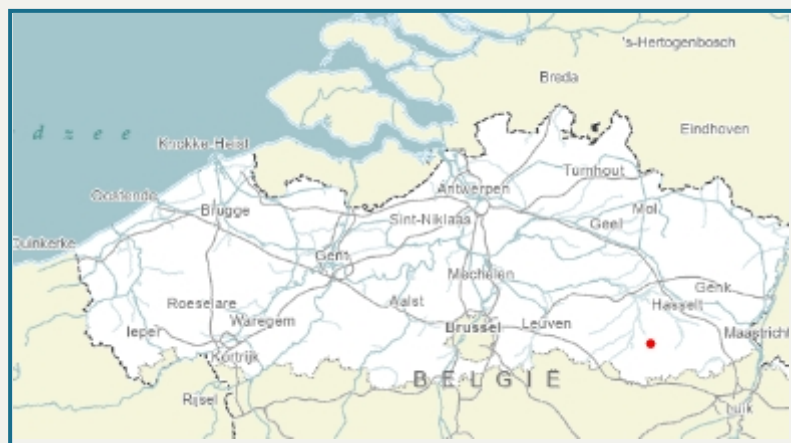 's-Hertogenbosch
Breda
d z e e
Eindhoven
Knokke-Heist
Turnhout
Antwerpen
Oostende
Mol
Brugge
Sint-Niklaas
Geel
Duinkerke
Gent
Mechelen
Genk
Roeselare
Aalst
Hasselt
Waregem
Brussel
Leuven
Ieper
Maastricht
Kortrijk
BELGIË
Rijsel
Luik